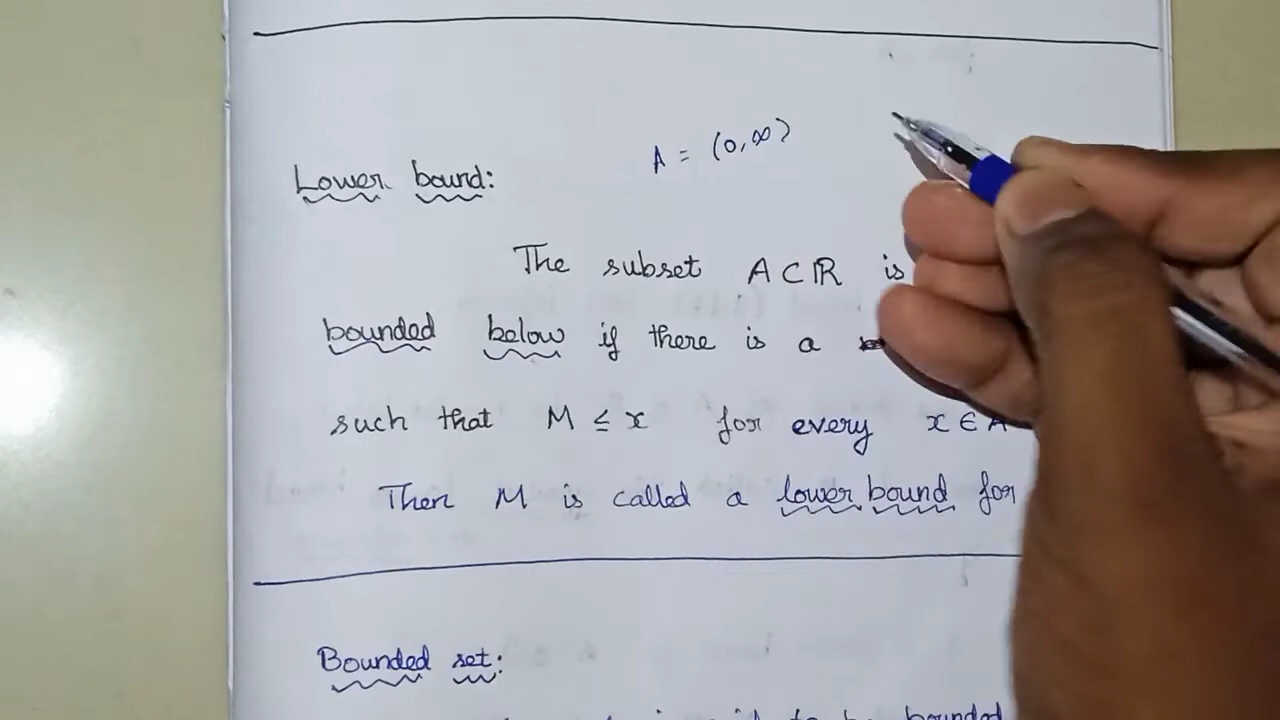 A = (0, ∞)
Lower bound:
The subset A ⊂ ℝ is
bounded below if there is a
such that M ≤ x for every x ∈ A
Then M is called a lower bound for
Bounded set:
bounded